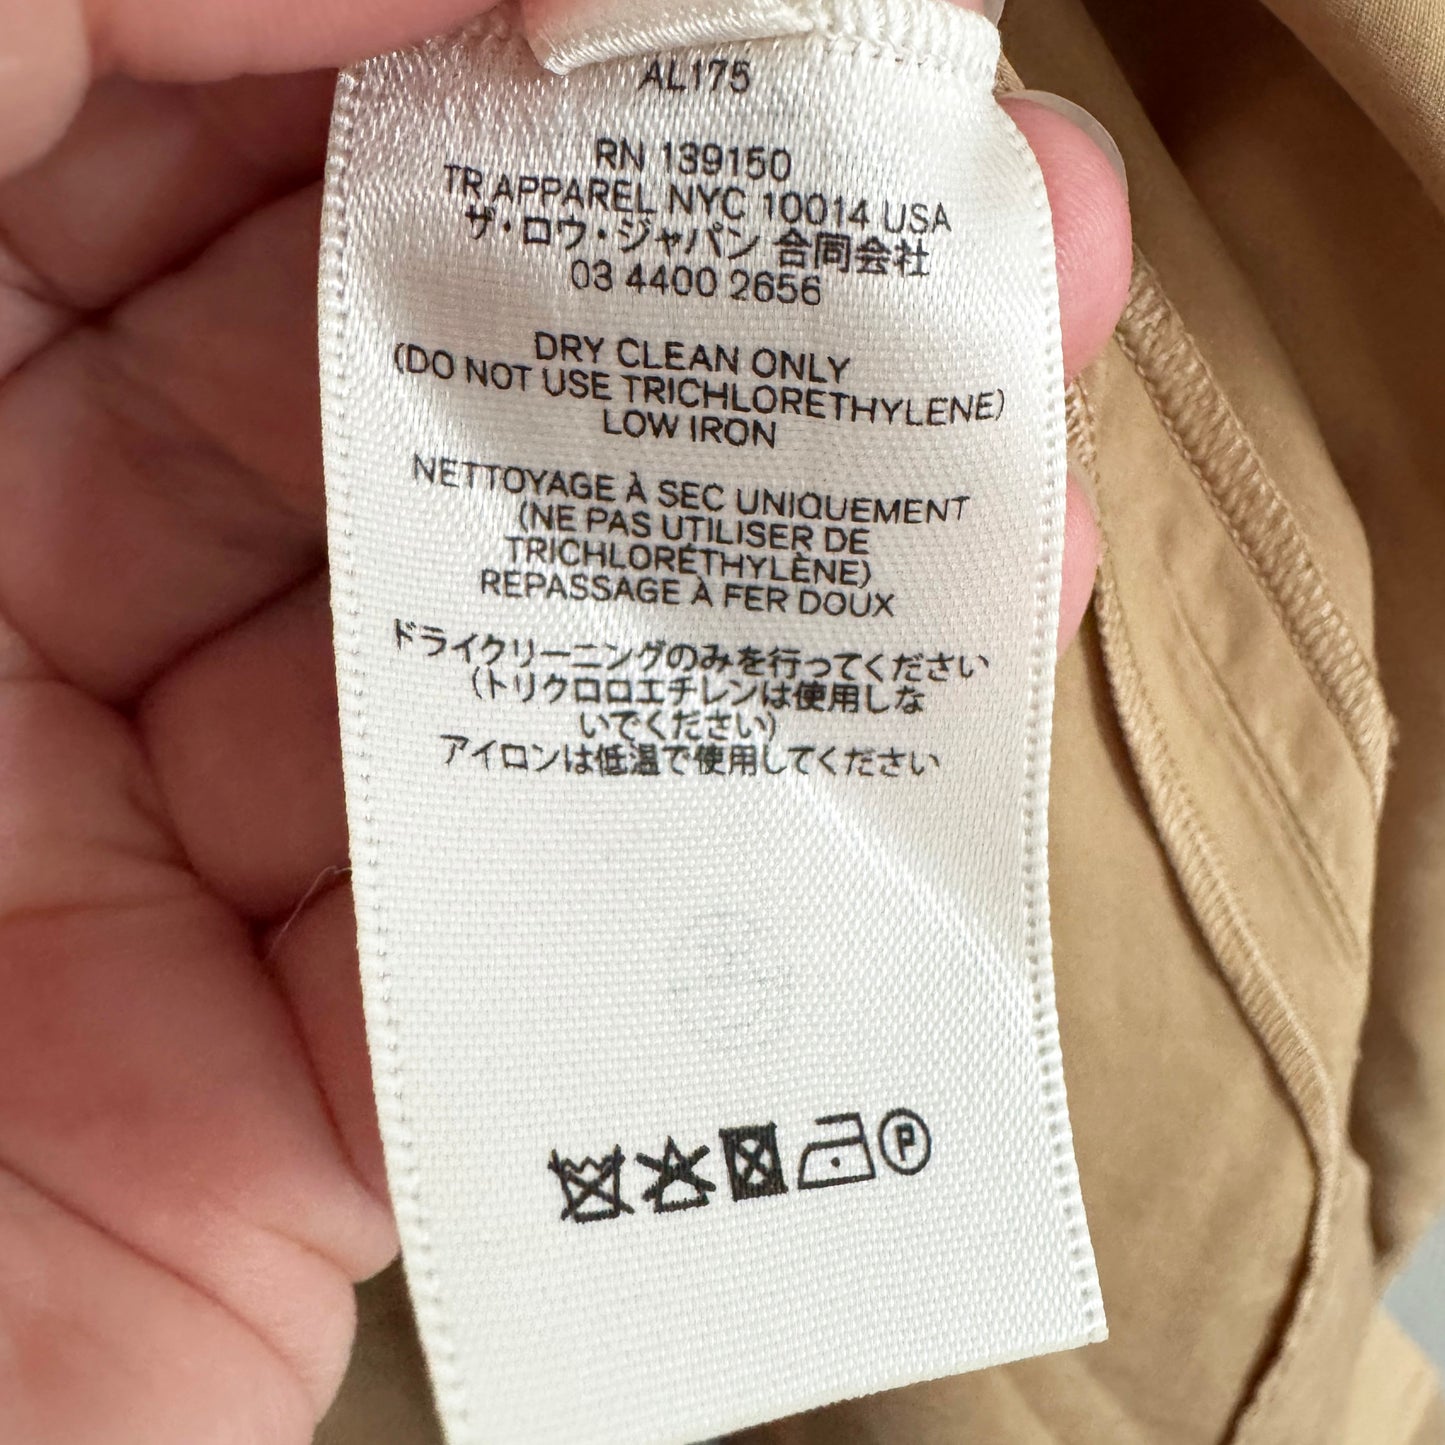 AL175
RN 139150
TR APPAREL NYC 10014 USA
ザ・ロウ・ジャパン 合同会社
03 4400 2656
DRY CLEAN ONLY
(DO NOT USE TRICHLORETHYLENE)
LOW IRON
NETTOYAGE À SEC UNIQUEMENT
(NE PAS UTILISER DE
TRICHLORÉTHYLÈNE)
REPASSAGE À FER DOUX
ドライクリーニングのみを行ってください
(トリクロロエチレンは使用しな
いでください)
アイロンは低温で使用してください
P